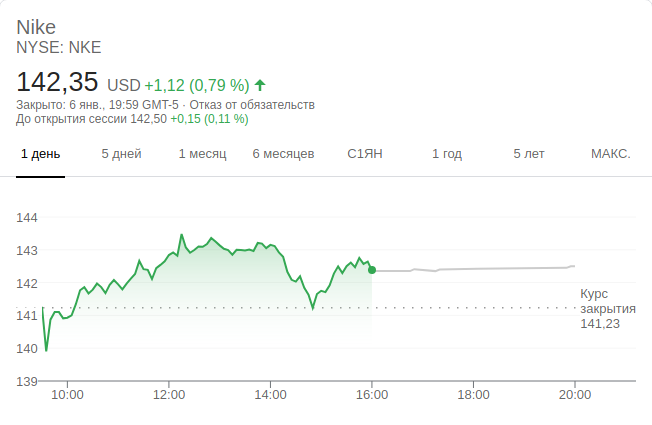 Nike
NYSE: NKE
142,35 USD +1,12 (0,79 %)
Закрыто: 6 янв., 19:59 GMT-5 · Отказ от обязательств
До открытия сессии 142,50 +0,15 (0,11 %)
1 день 5 дней 1 месяц 6 месяцев С1ЯН 1 год 5 лет МАКС.
144
143
142
141
140
139
Курс
закрытия
141,23
10:00 12:00 14:00 16:00 18:00 20:00